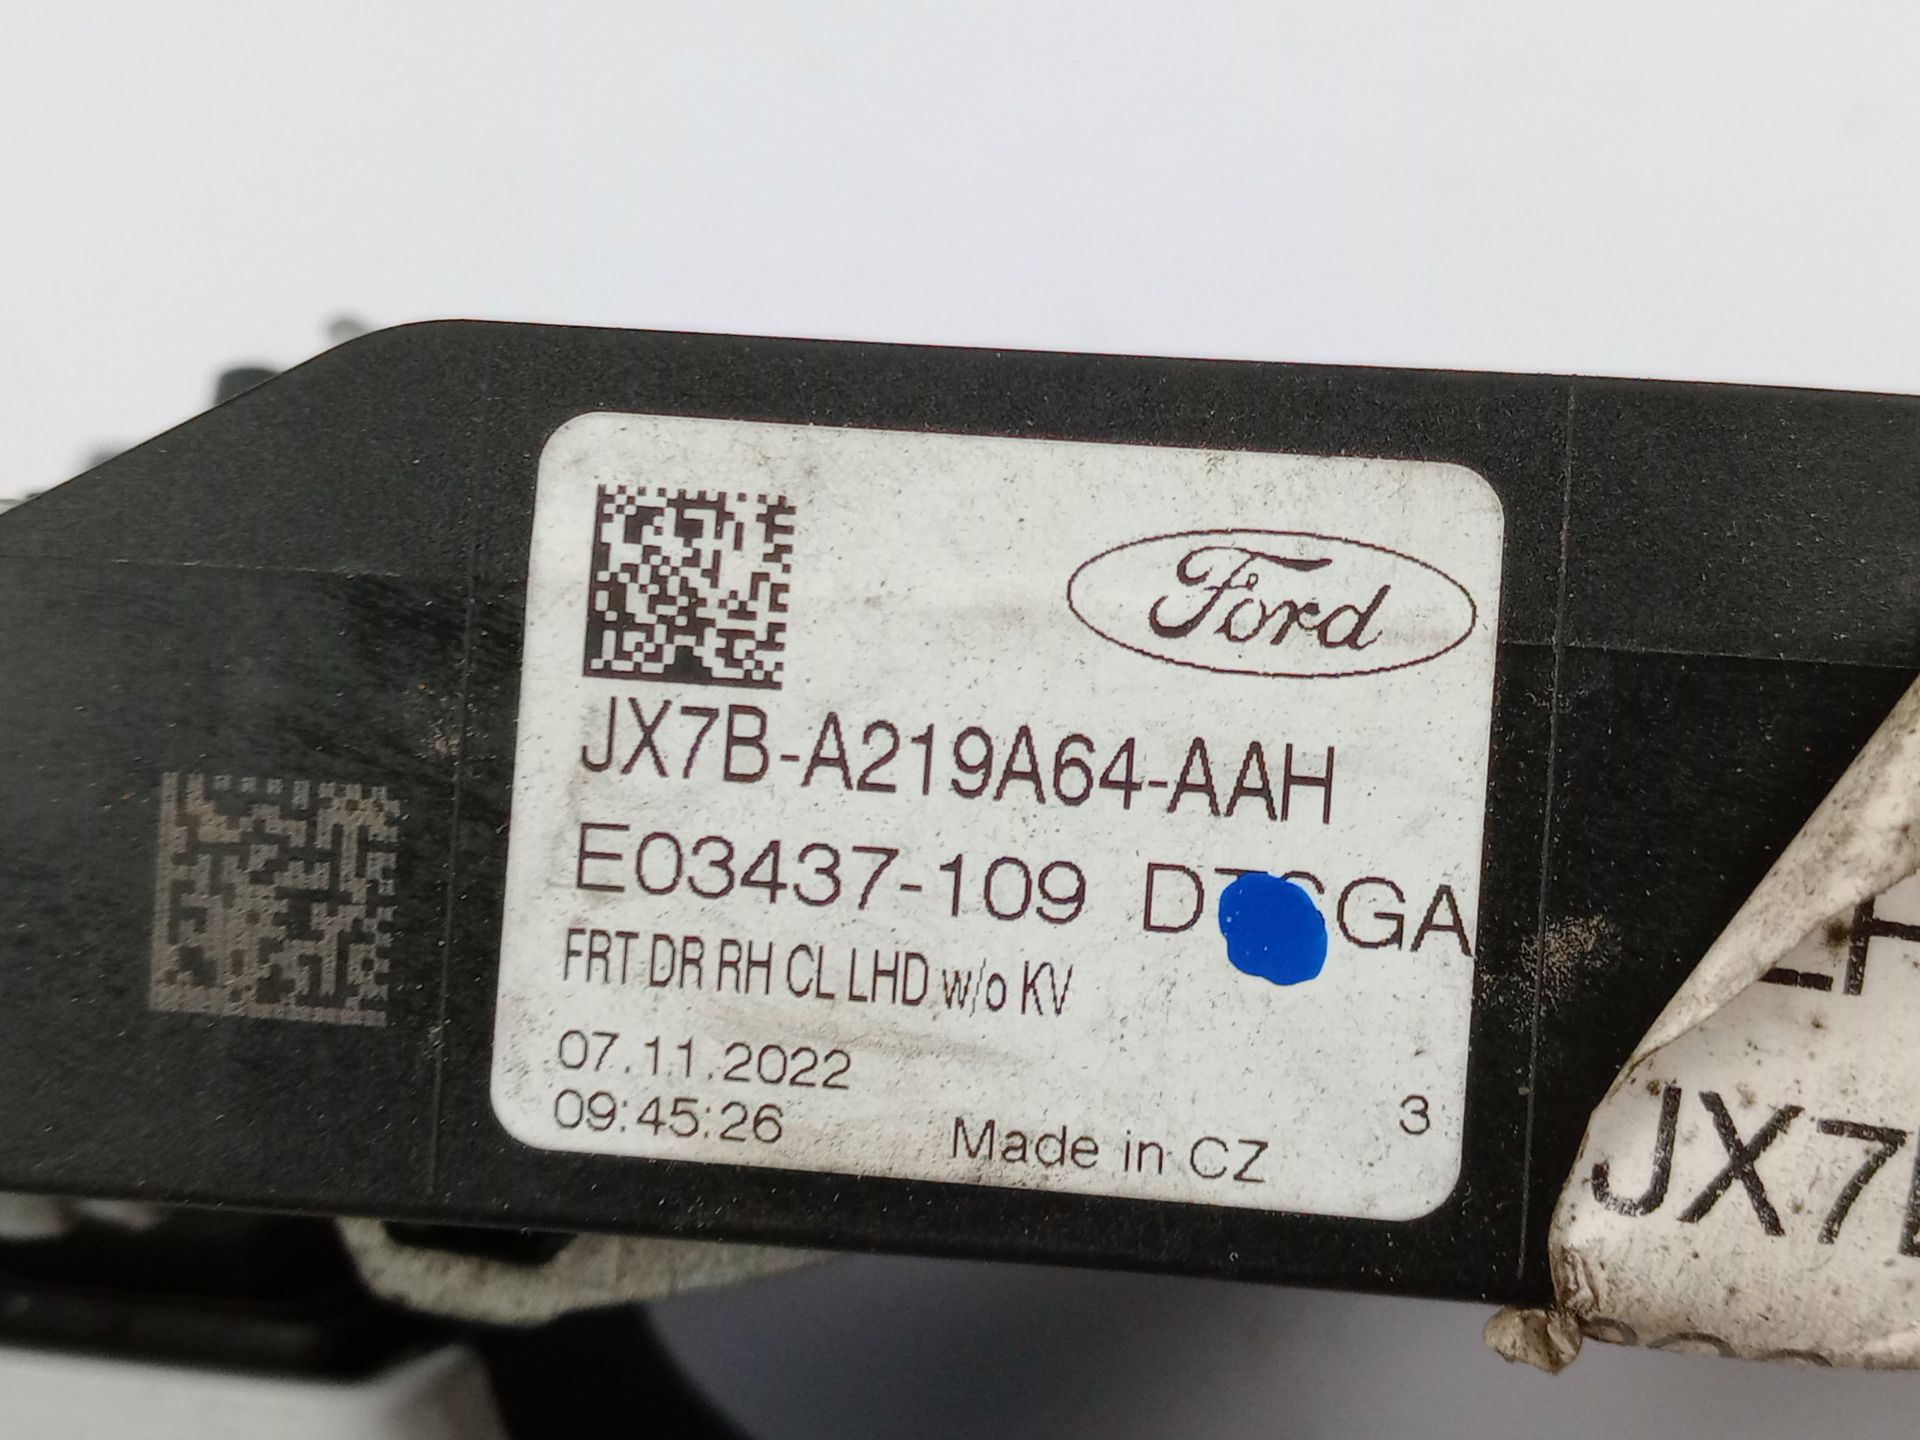 Ford
JX7B-A219A64-AAH
E03437-109
FRT DR RH CL LHD w/o KV
07.11.2022
09:45:26
Made in CZ
3
JX7